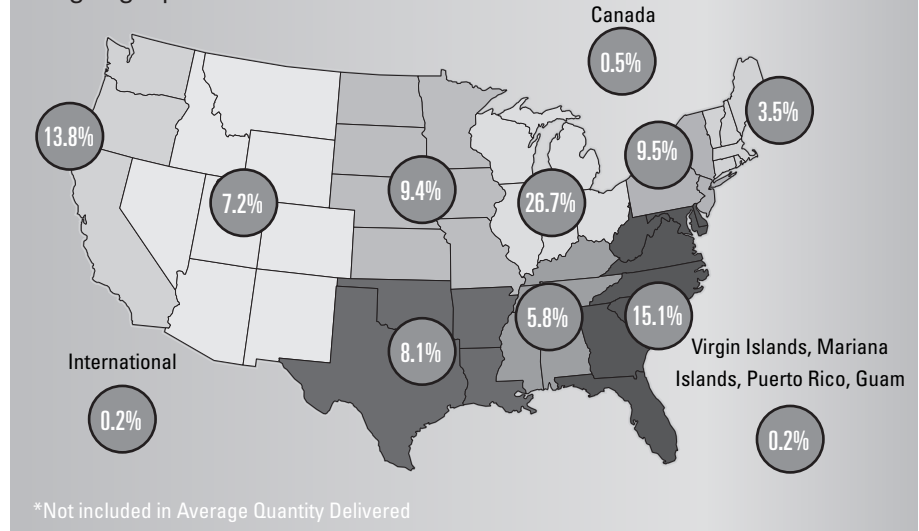 Canada
0.5%
3.5%
13.8%
9.5%
9.4%
7.2%
26.7%
5.8%
15.1%
8.1%
Virgin Islands, Mariana
Islands, Puerto Rico, Guam
0.2%
International
0.2%
*Not included in Average Quantity Delivered